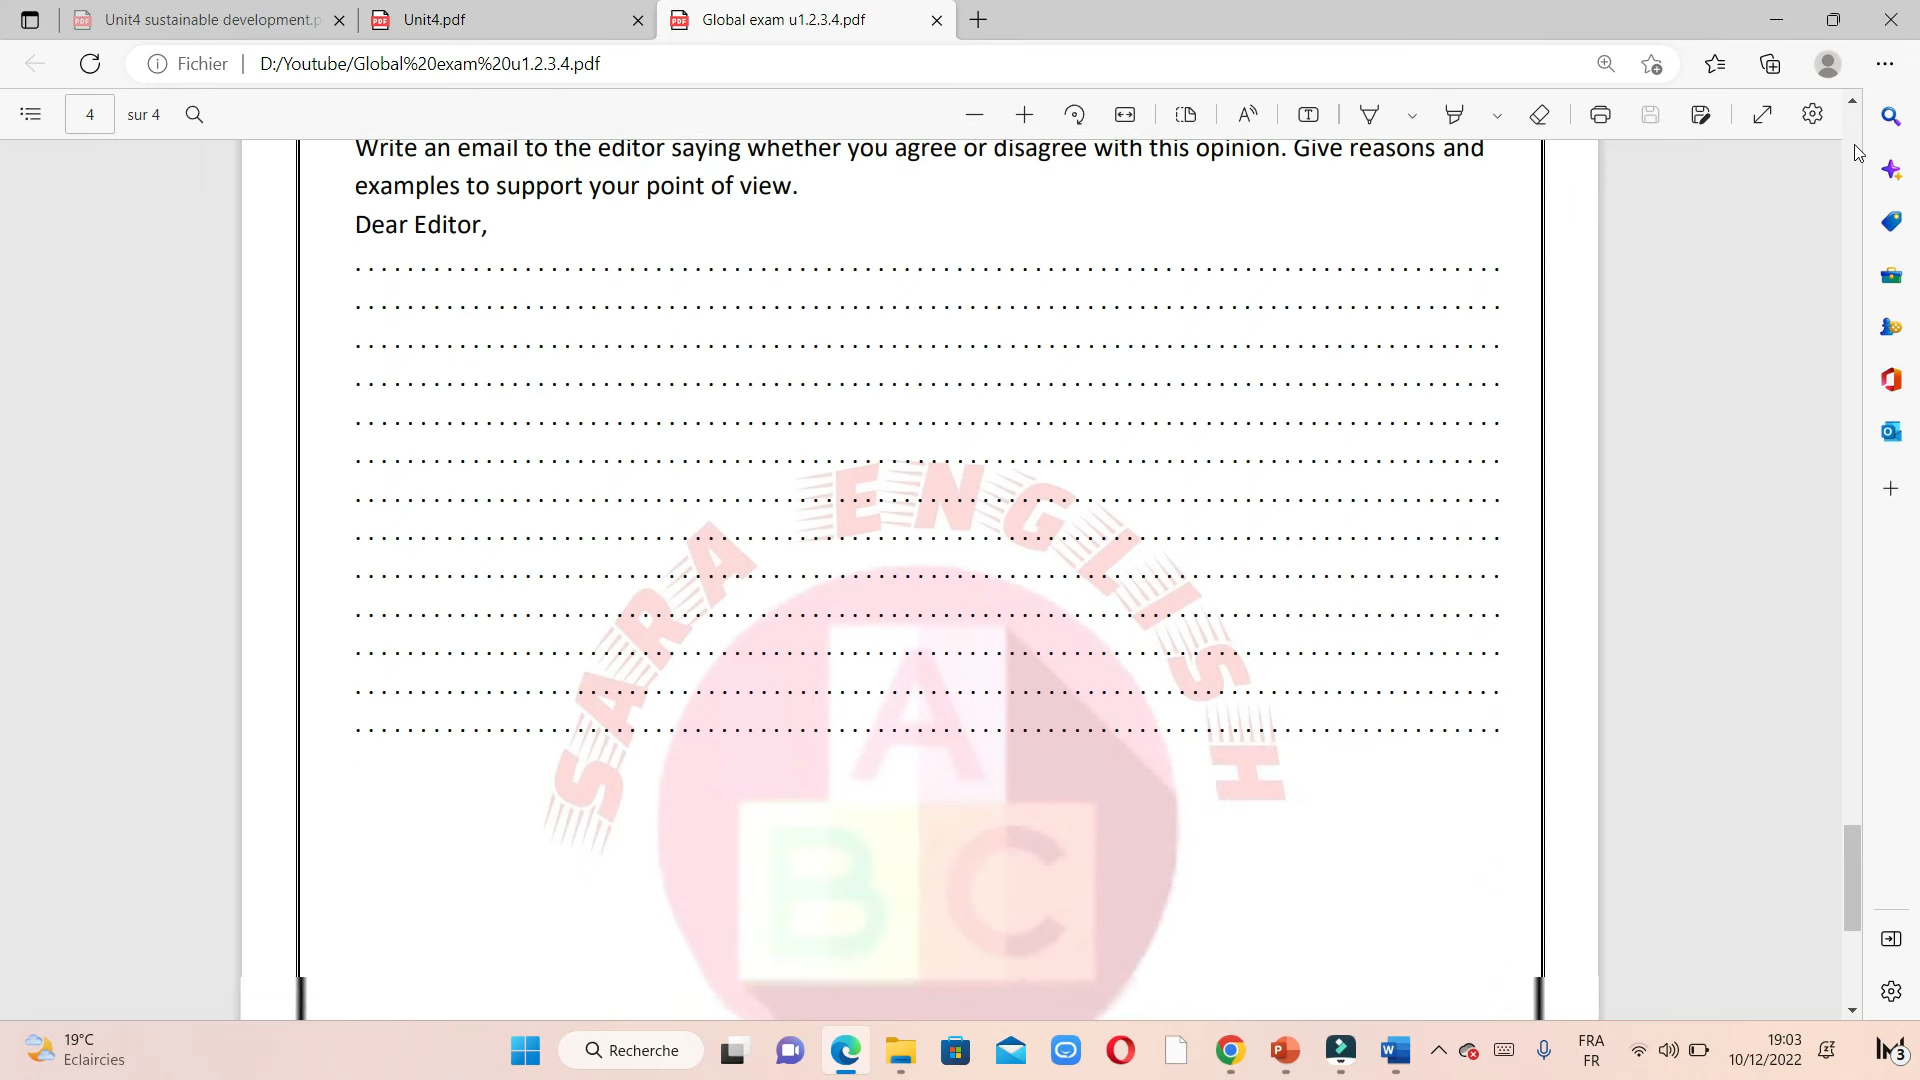 Unit4 sustainable development.p
Unit4.pdf
Global exam u1.2.3.4.pdf
Fichier
D:/Youtube/Global%20exam%20u1.2.3.4.pdf
4 sur 4
Write an email to the editor saying whether you agree or disagree with this opinion. Give reasons and
examples to support your point of view.
Dear Editor,
SARA ENGLISH
A
B C
19°C
Eclaircies
Recherche
FRA
FR
19:03
10/12/2022
3